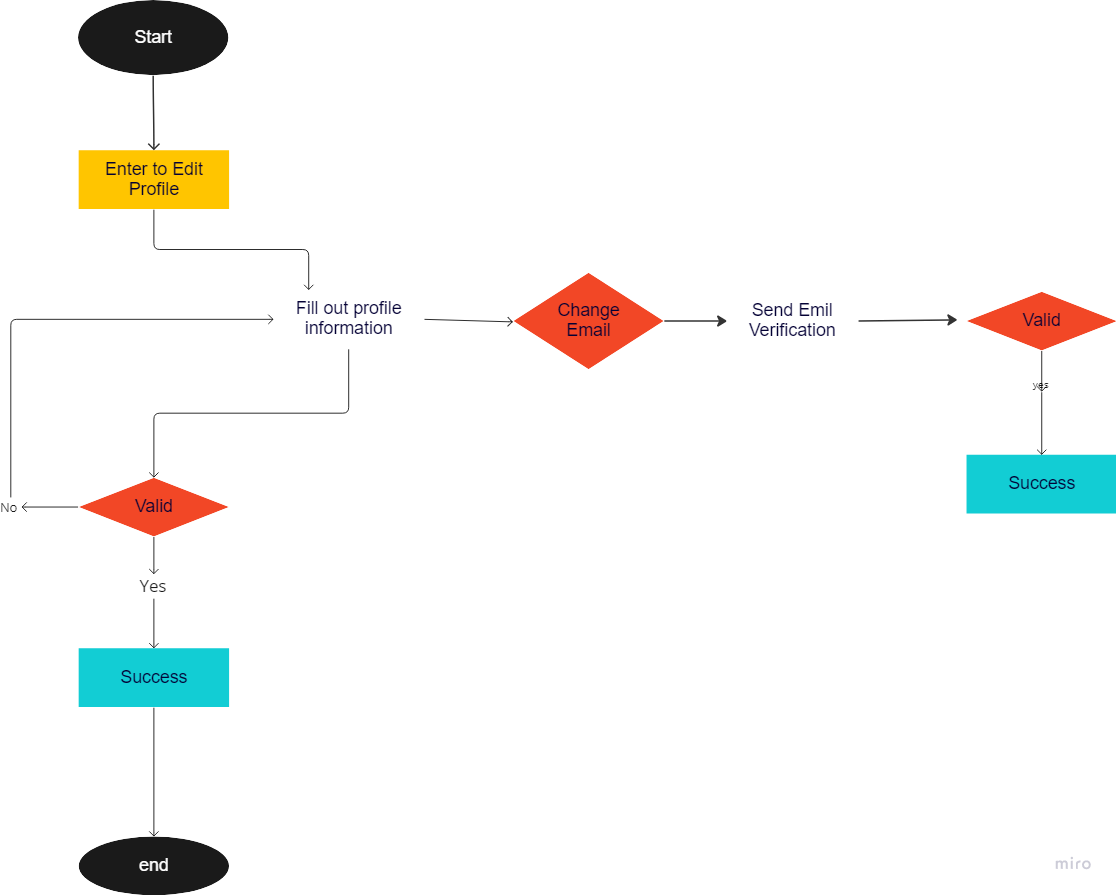 Start
Enter to Edit
Profile
Fill out profile
information
Change
Email
Send Emil
Verification
Valid
yes
Success
Valid
No
Yes
Success
end
miro